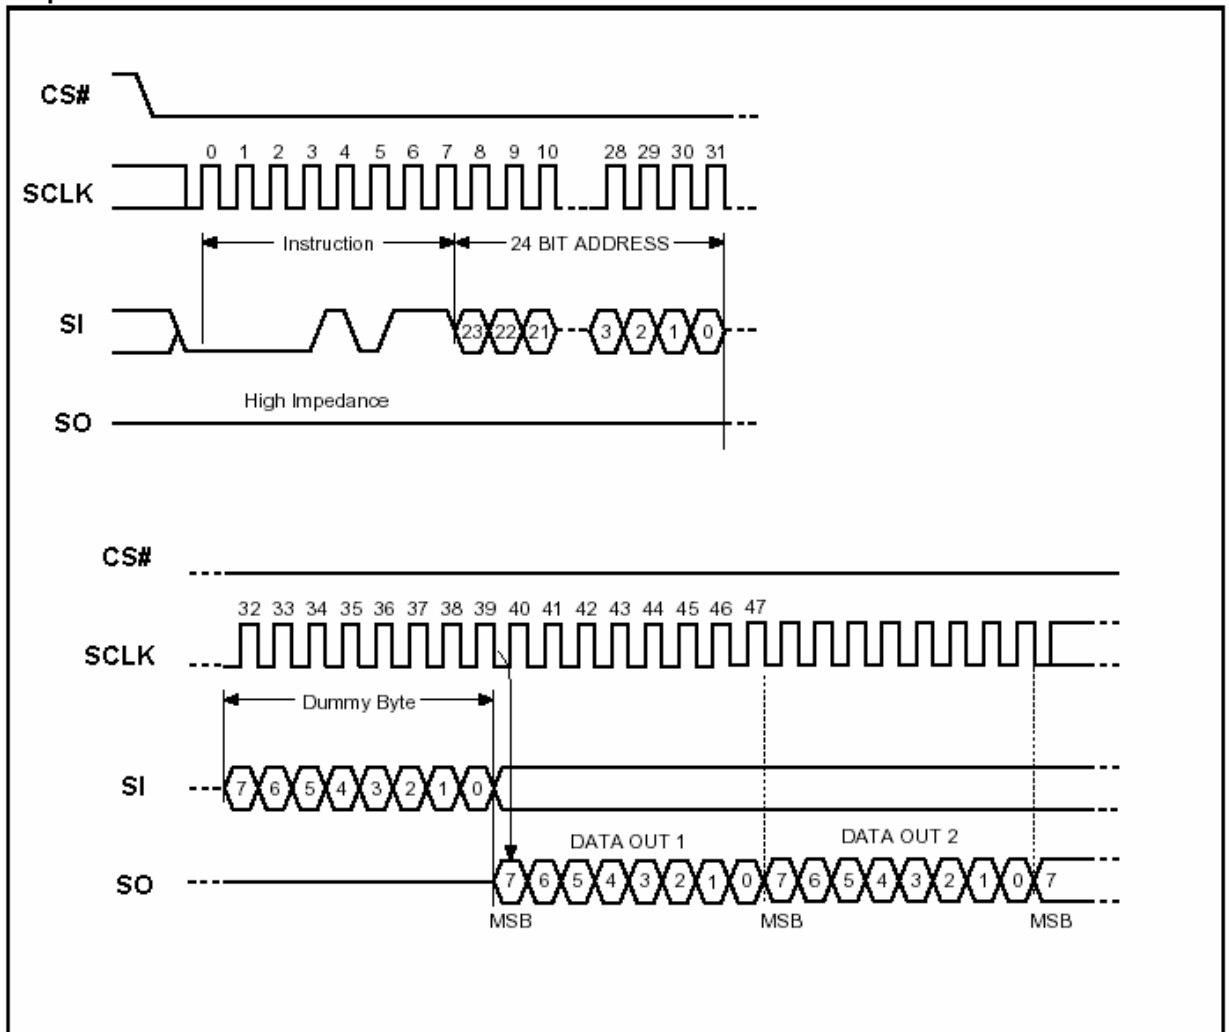 CS#
0 1 2 3 4 5 6 7 8 9 10 28 29 30 31
SCLK
Instruction 24 BIT ADDRESS
SI 23 22 21 3 2 1 0
High Impedance
SO
CS#
32 33 34 35 36 37 38 39 40 41 42 43 44 45 46 47
SCLK
Dummy Byte
SI 7 6 5 4 3 2 1 0
DATA OUT 1 DATA OUT 2
SO 7 6 5 4 3 2 1 0 7 6 5 4 3 2 1 0 7
MSB MSB MSB